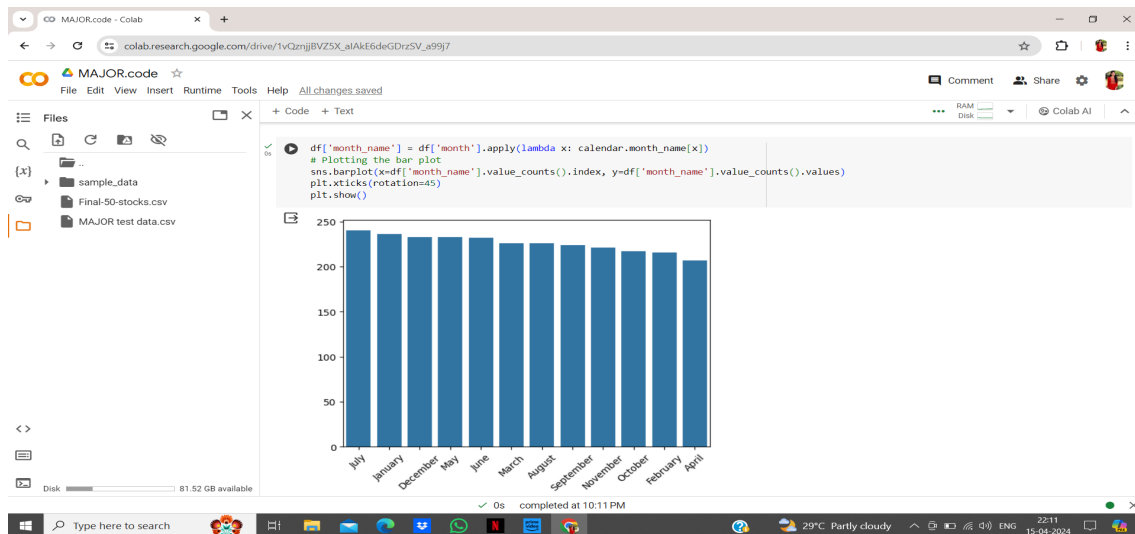 MAJOR.code - Colab
colab.research.google.com/drive/1vQznjjBVZ5X_alAkE6deGDrzSV_a99j7
MAJOR.code
Comment Share
File Edit View Insert Runtime Tools Help All changes saved
Files
+ Code + Text
RAM
Disk
Colab AI
..
{x}
sample_data
Final-50-stocks.csv
MAJOR test data.csv
0s
df['month_name'] = df['month'].apply(lambda x: calendar.month_name[x])
# Plotting the bar plot
sns.barplot(x=df['month_name'].value_counts().index, y=df['month_name'].value_counts().values)
plt.xticks(rotation=45)
plt.show()
250
200
150
100
50
0
July January December May June March August September November October February April
<>
Disk 81.52 GB available
0s completed at 10:11 PM
Type here to search
N
prime video
29°C Partly cloudy
ENG
22:11
15-04-2024